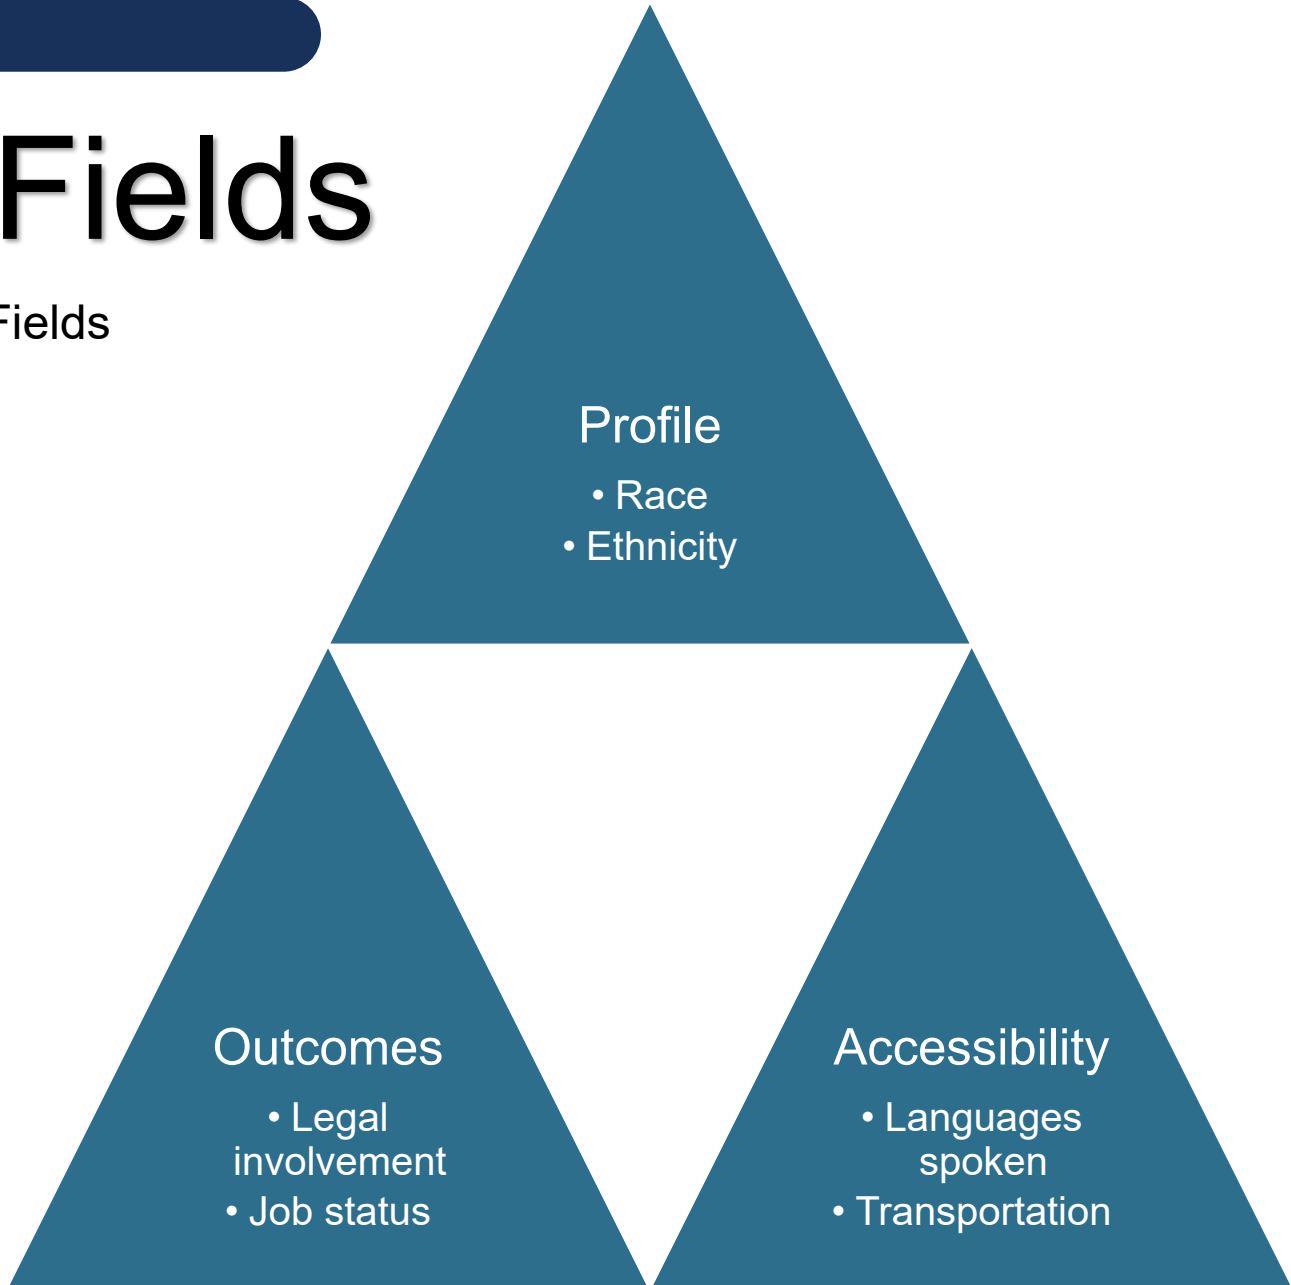 Fields
Fields
Profile
• Race
• Ethnicity
Outcomes
• Legal
involvement
• Job status
Accessibility
• Languages
spoken
• Transportation